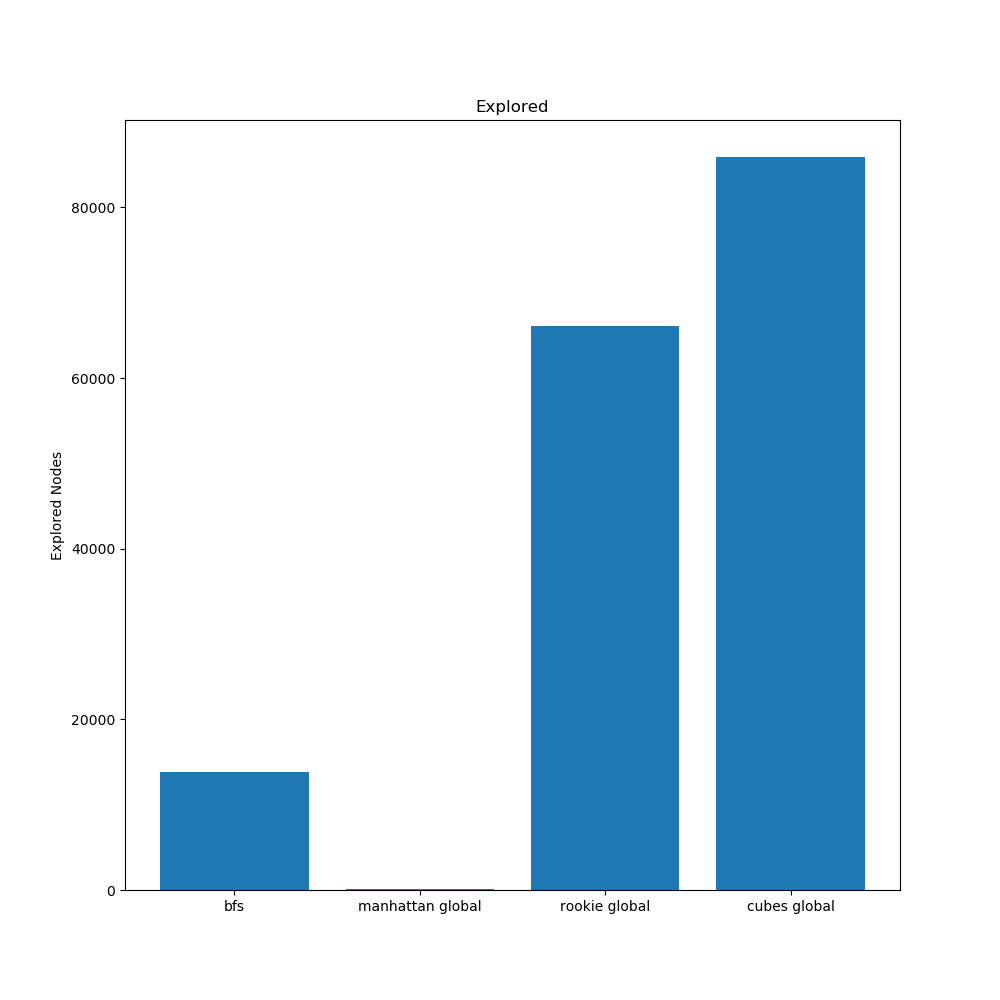 Explored
Explored Nodes
80000
60000
40000
20000
0
bfs
manhattan global
rookie global
cubes global